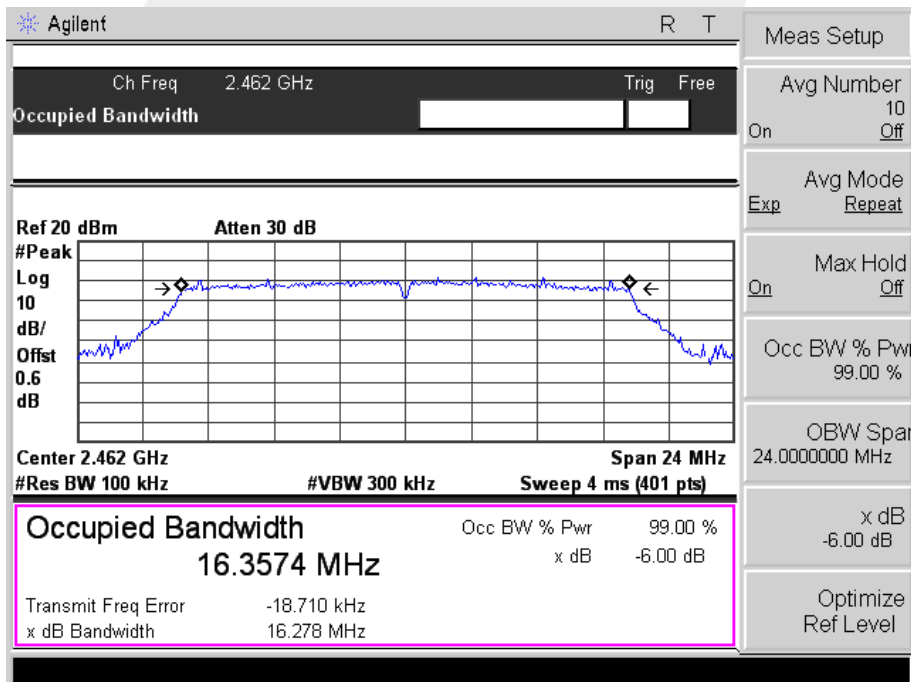 Agilent R T
Ch Freq 2.462 GHz Trig Free
Occupied Bandwidth
Ref 20 dBm Atten 30 dB
#Peak
Log
10
dB/
Offst
0.6
dB
Center 2.462 GHz Span 24 MHz
#Res BW 100 kHz #VBW 300 kHz Sweep 4 ms (401 pts)
Occupied Bandwidth
16.3574 MHz
Occ BW % Pwr 99.00 %
x dB -6.00 dB
Transmit Freq Error -18.710 kHz
x dB Bandwidth 16.278 MHz
Meas Setup
Avg Number
10
On Off
Avg Mode
Exp Repeat
Max Hold
On Off
Occ BW % Pwr
99.00 %
OBW Span
24.0000000 MHz
x dB
-6.00 dB
Optimize
Ref Level